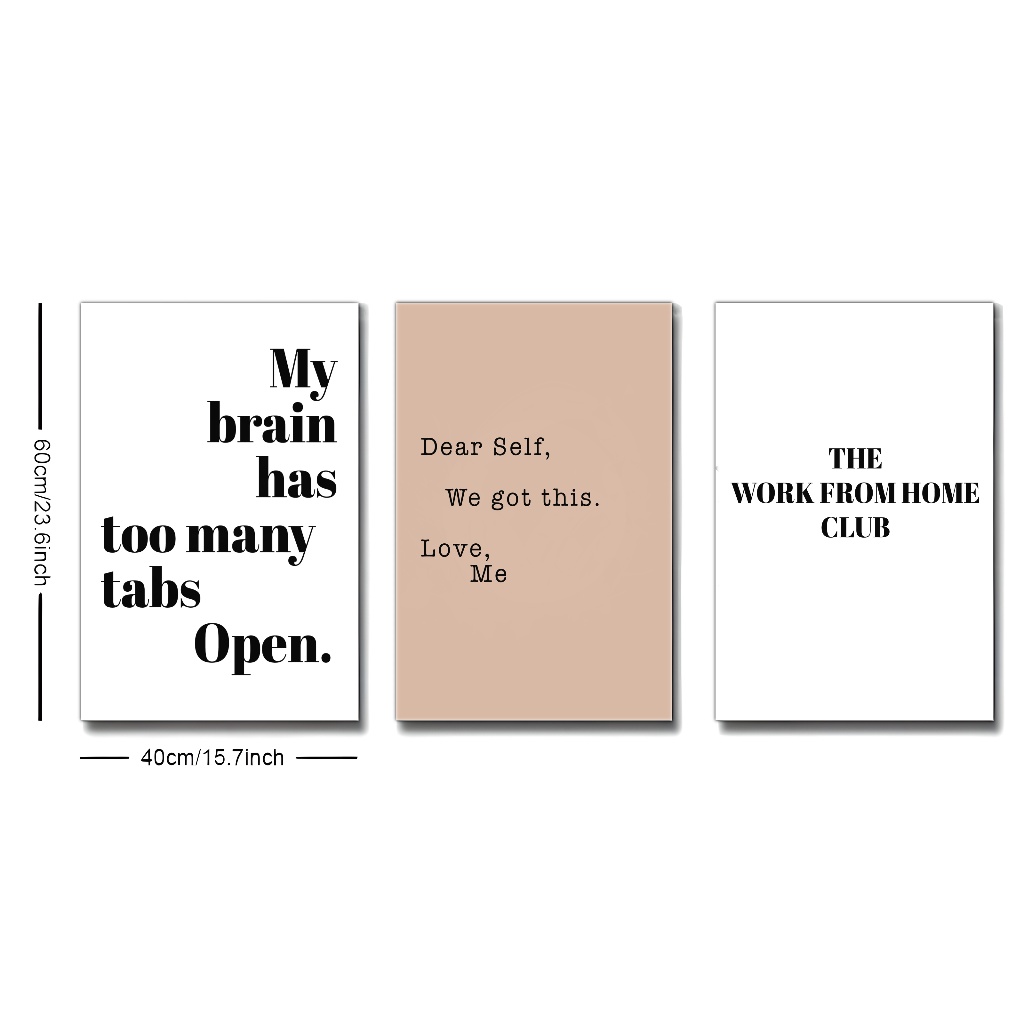 My
brain
has
too many
tabs
Open.
Dear Self,
We got this.
Love,
Me
THE
WORK FROM HOME
CLUB
60cm/23.6inch
40cm/15.7inch